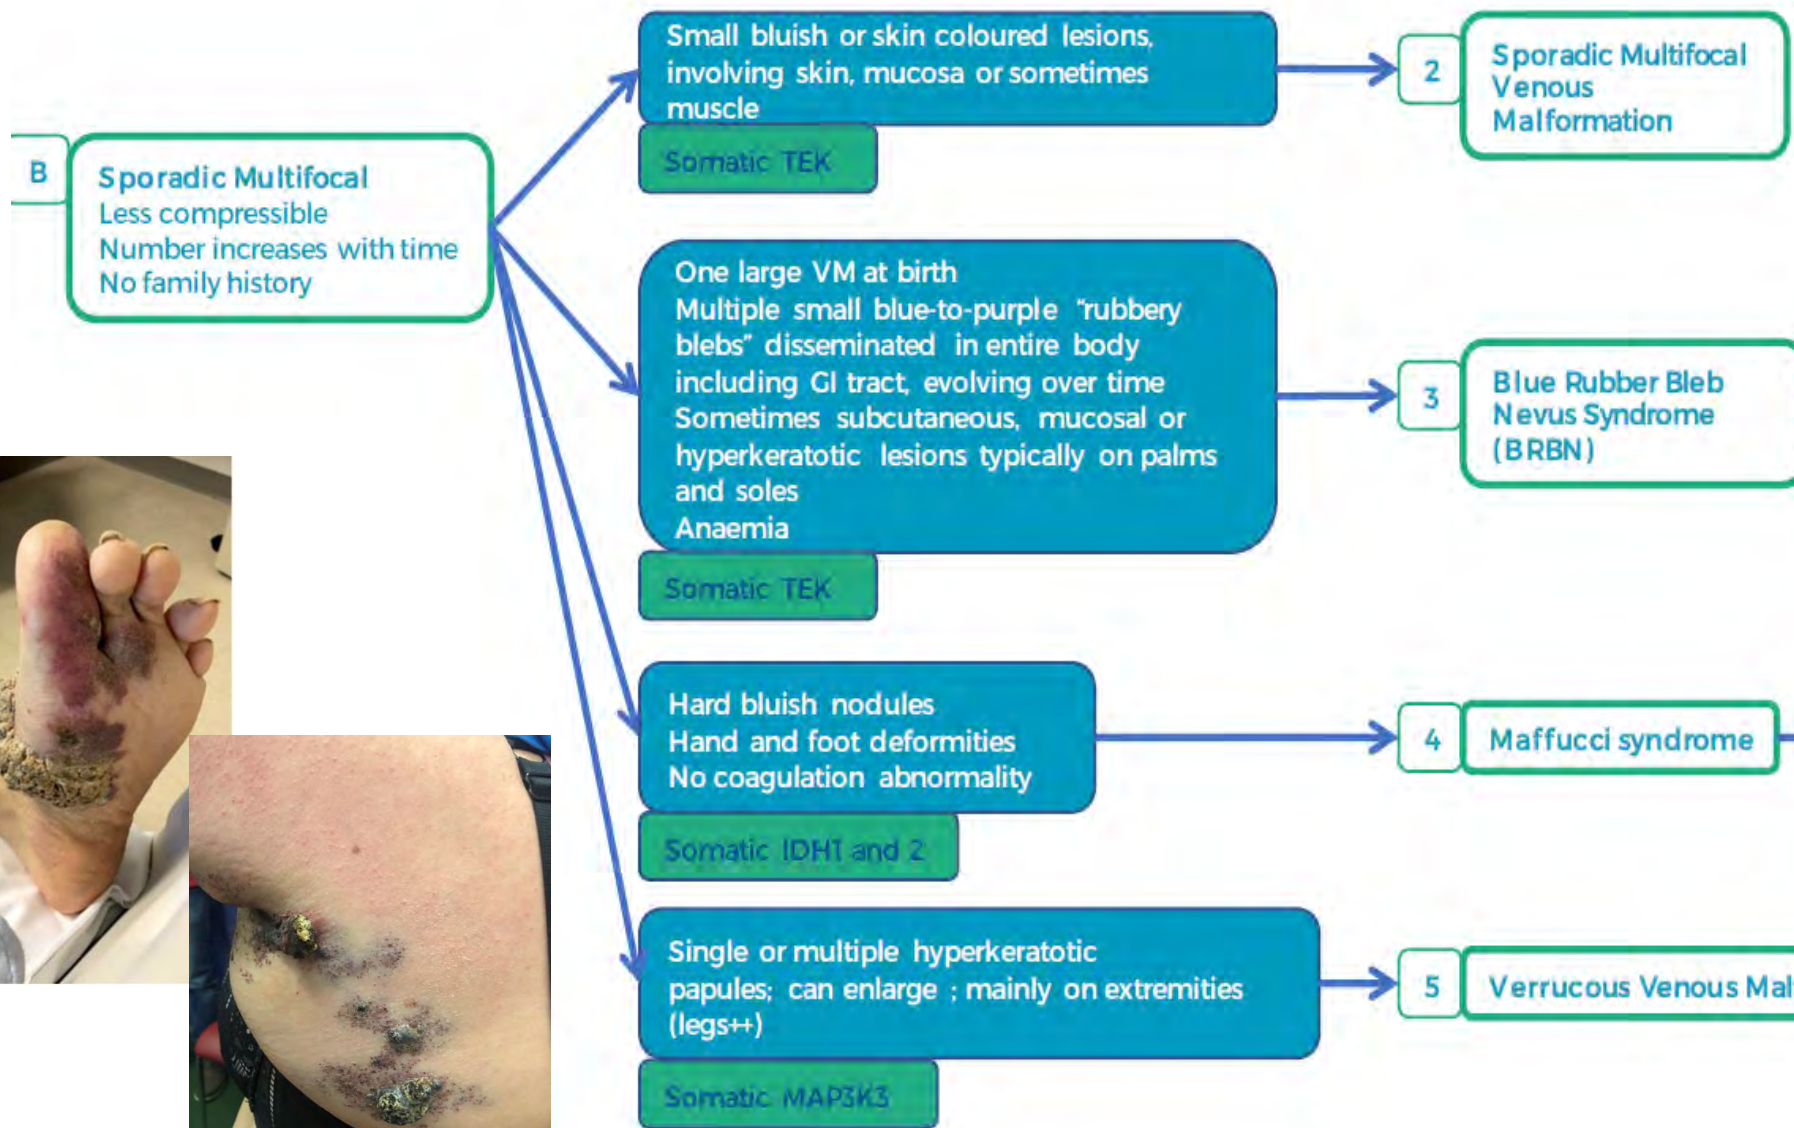 B
Sporadic Multifocal
Less compressible
Number increases with time
No family history
Small bluish or skin coloured lesions,
involving skin, mucosa or sometimes
muscle
Somatic TEK
2
Sporadic Multifocal
Venous
Malformation
One large VM at birth
Multiple small blue-to-purple “rubbery
blebs” disseminated in entire body
including GI tract, evolving over time
Sometimes subcutaneous, mucosal or
hyperkeratotic lesions typically on palms
and soles
Anaemia
Somatic TEK
3
Blue Rubber Bleb
Nevus Syndrome
(BRBN)
Hard bluish nodules
Hand and foot deformities
No coagulation abnormality
Somatic IDH1 and 2
4
Maffucci syndrome
Single or multiple hyperkeratotic
papules; can enlarge ; mainly on extremities
(legs++)
Somatic MAP3K3
5
Verrucous Venous Mal